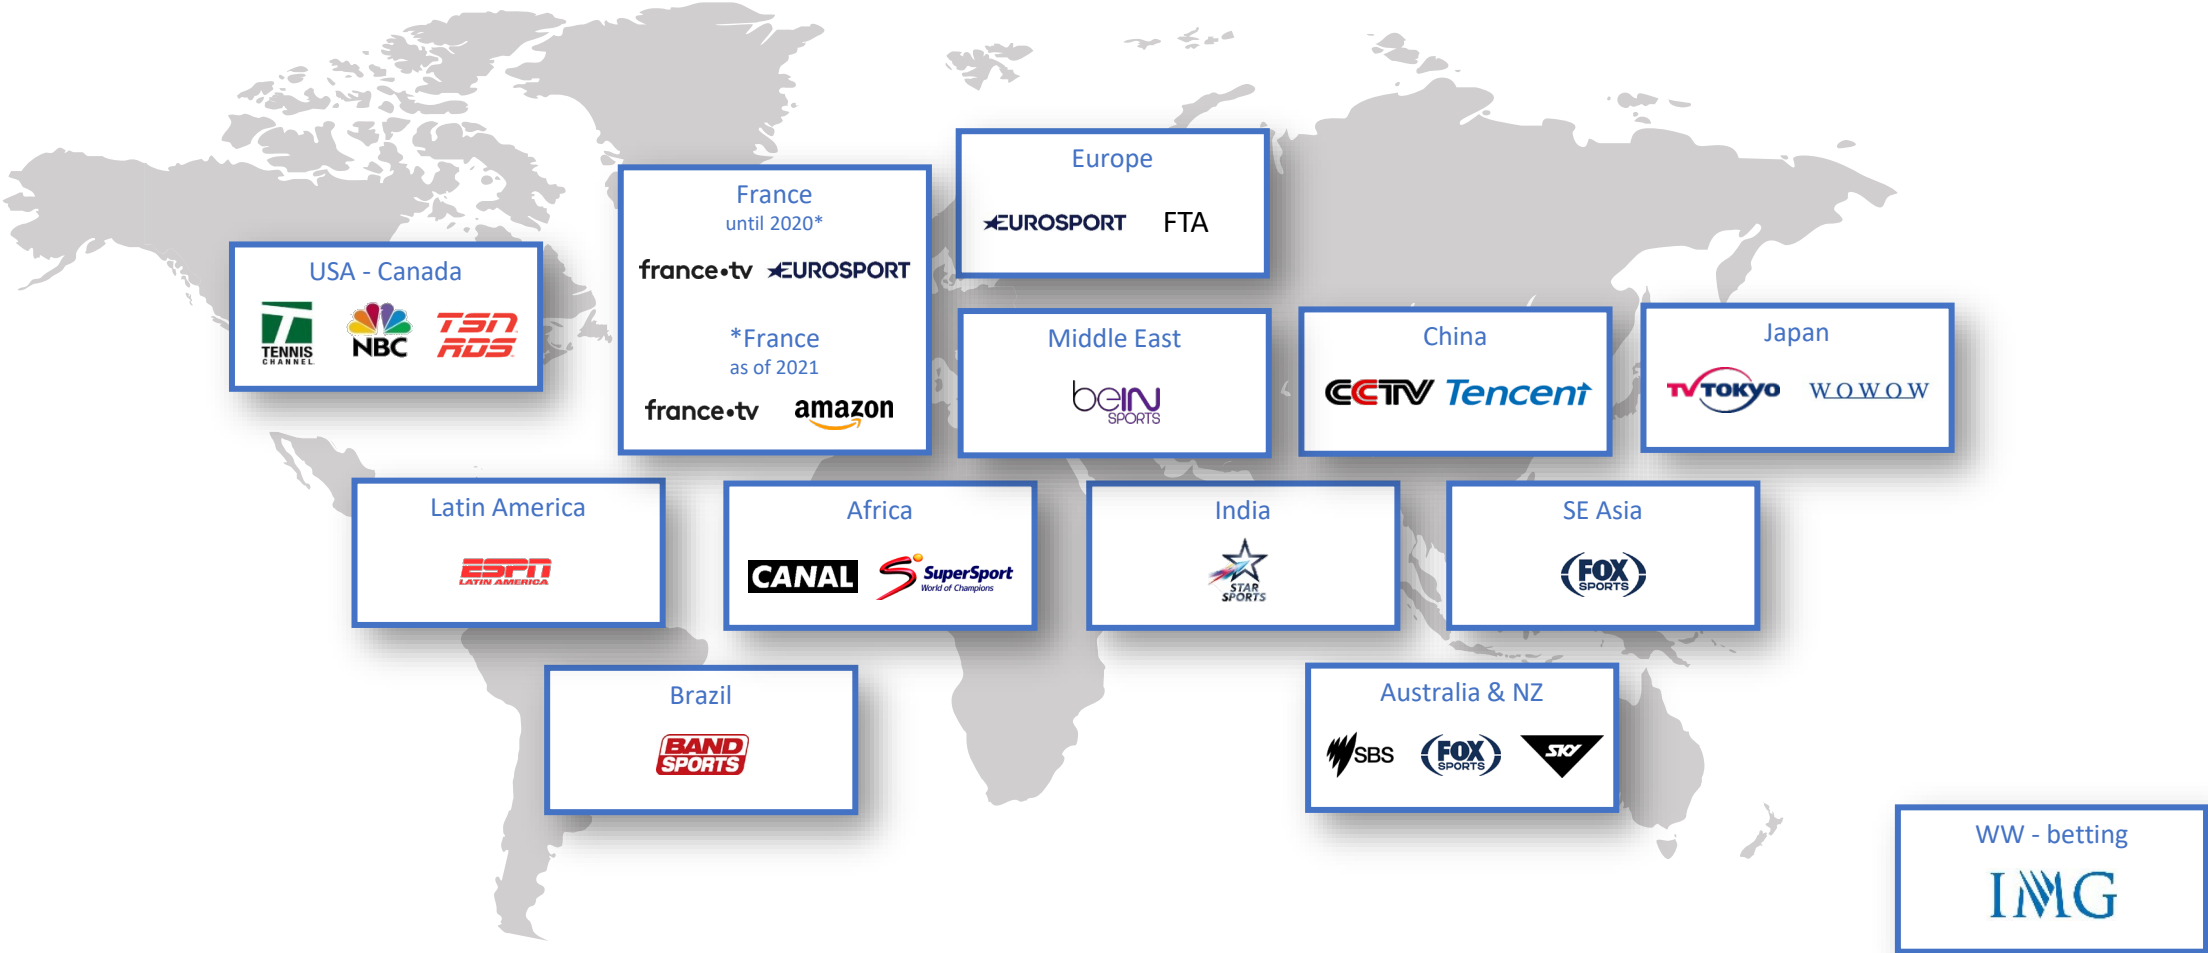 Europe
EUROSPORT FTA
France
until 2020*
france•tv EUROSPORT
*France
as of 2021
france•tv amazon
USA - Canada
TENNIS
CHANNEL
NBC
TSN
RDS
Middle East
beIN
SPORTS
China
CCTV Tencent
Japan
TV TOKYO WOWOW
Latin America
ESPN
LATIN AMERICA
Africa
CANAL
SuperSport
World of Champions
India
STAR
SPORTS
SE Asia
FOX
SPORTS
Brazil
BAND
SPORTS
Australia & NZ
SBS
FOX
SPORTS
SKY
WW - betting
IMG